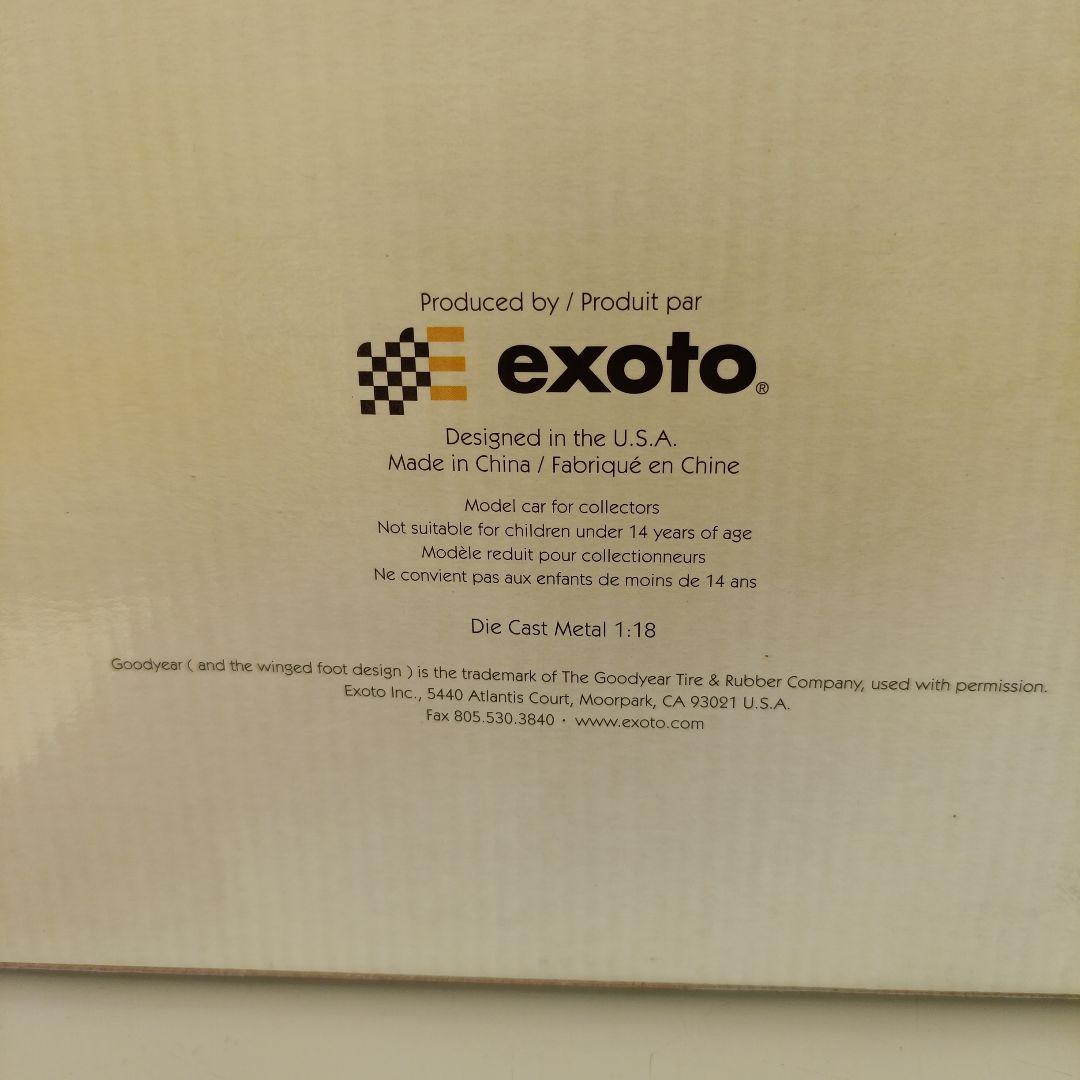 Produced by / Produit par
exoto®
Designed in the U.S.A.
Made in China / Fabriqué en Chine
Model car for collectors
Not suitable for children under 14 years of age
Modèle reduit pour collectionneurs
Ne convient pas aux enfants de moins de 14 ans
Die Cast Metal 1:18
Goodyear ( and the winged foot design ) is the trademark of The Goodyear Tire & Rubber Company, used with permission.
Exoto Inc., 5440 Atlantis Court, Moorpark, CA 93021 U.S.A.
Fax 805.530.3840 · www.exoto.com